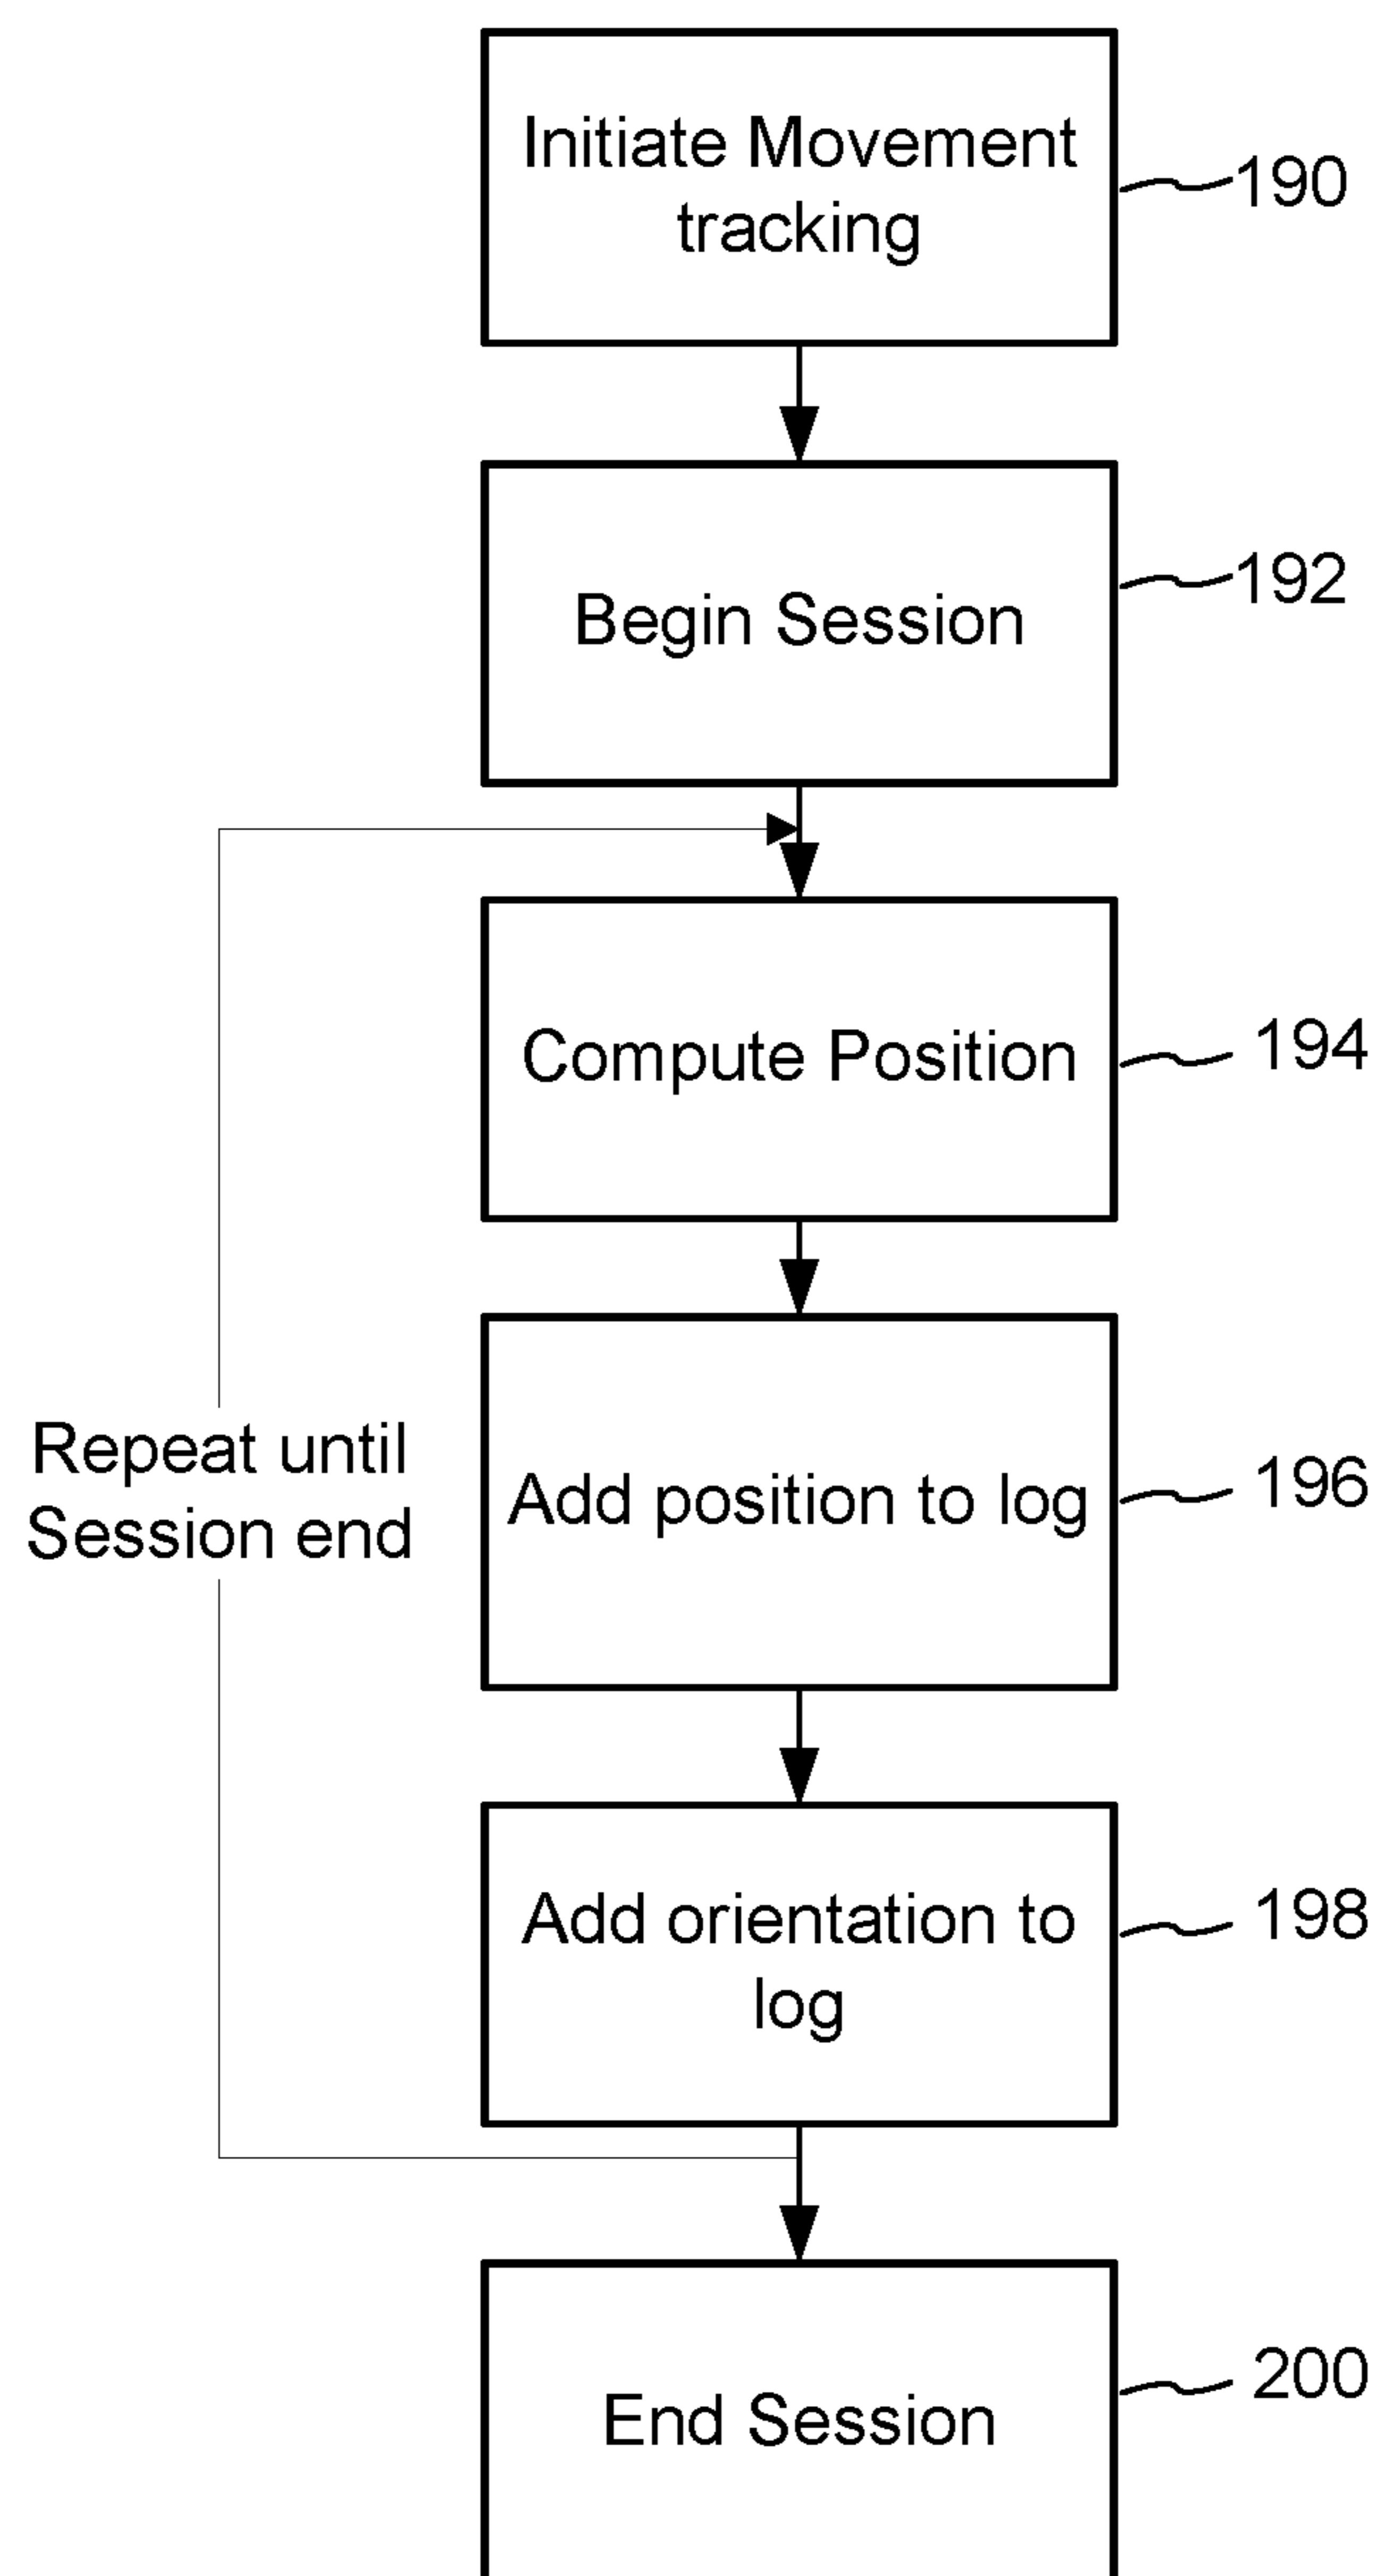 Initiate Movement
tracking
190
Begin Session
192
Compute Position
194
Repeat until
Session end
Add position to log
196
Add orientation to
log
198
End Session
200